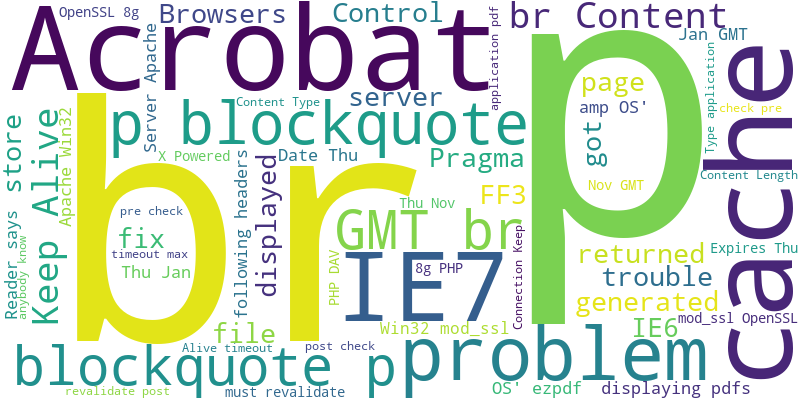 OpenSSL 8g
Browsers
Control
br Content
Acrobat
Server Apache
application pdf
Jan GMT
Type application
cache
page
Content Type
server
p
amp OS'
check pre
p blockquote
Apache Win32
Keep Alive
Reader says
store
got
X Powered
Date Thu
Pragma
Content Length
br
following headers
displayed
FF3
Nov GMT
Thu Nov
pre check
GMT br
fix
timeout max
Thu Jan
anybody know
PHP DAV
IE7
8g PHP
Connection Keep
returned
Expires Thu
trouble
generated
file
Win32 mod_ssl
IE6
mod_ssl OpenSSL
Alive timeout
post check
problem
blockquote p
revalidate post
must revalidate
OS' ezpdf
displaying pdfs